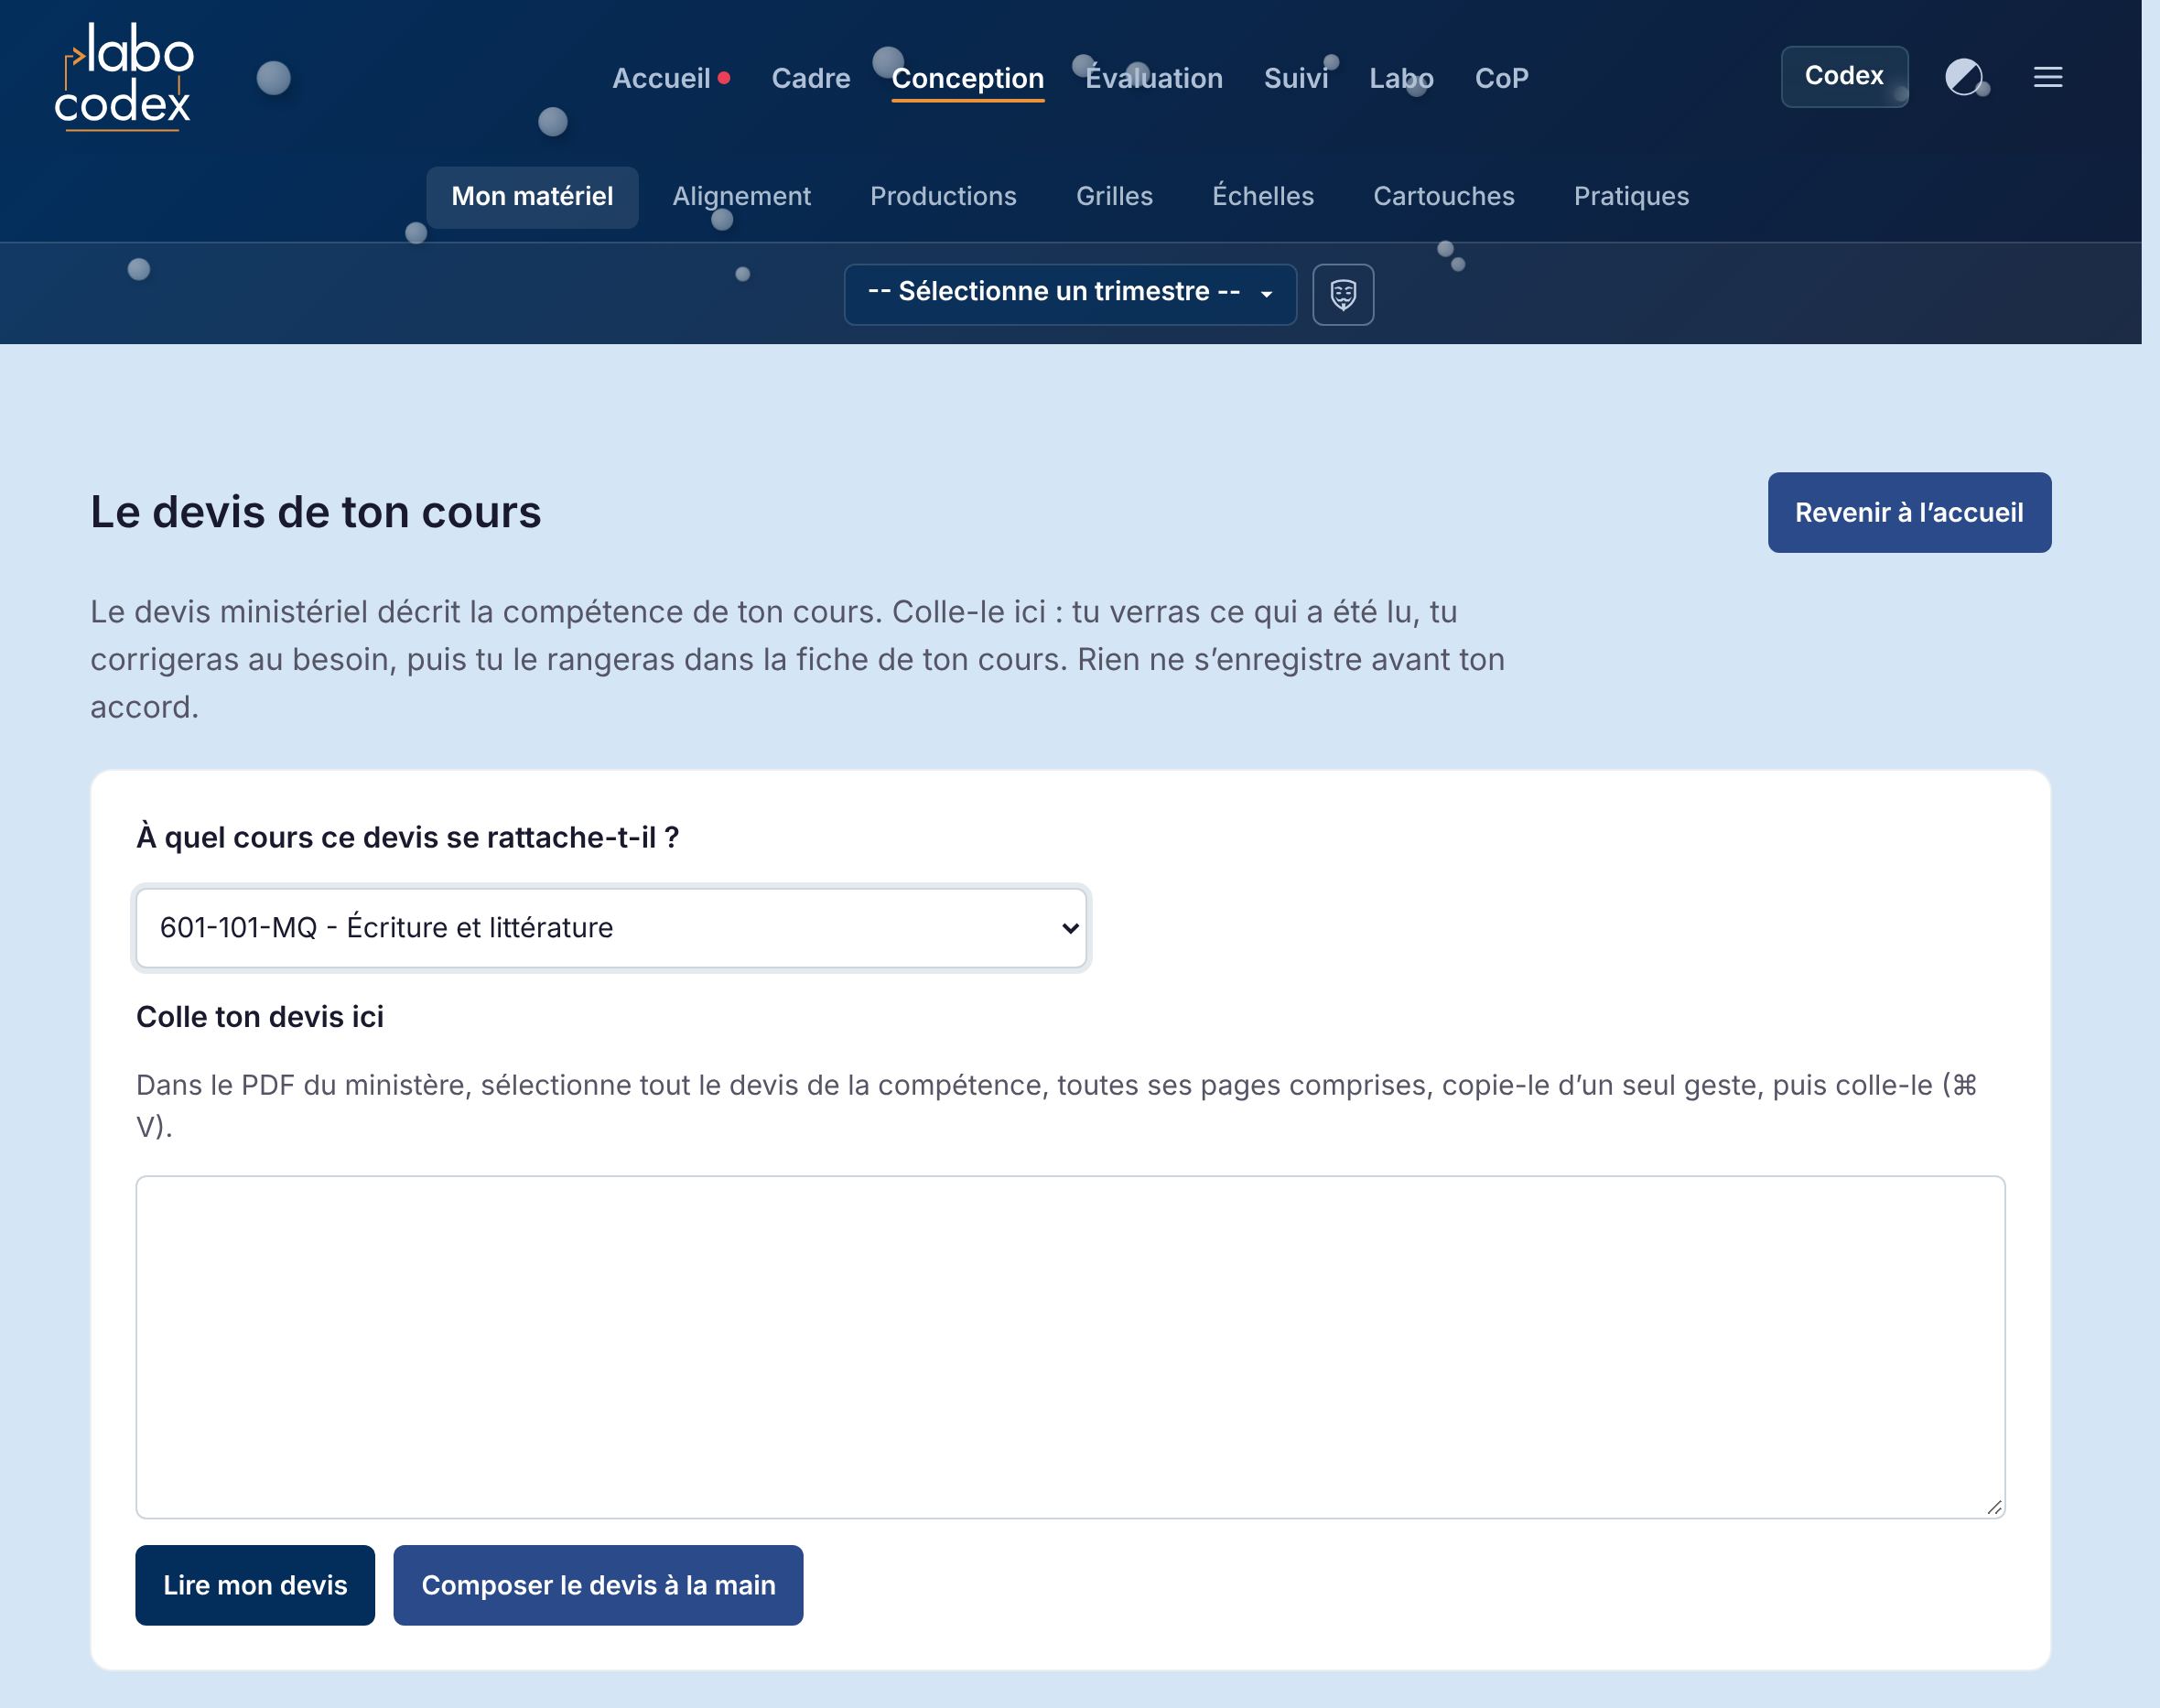 labo
codex
Accueil Cadre Conception Évaluation Suivi Labo CoP
Codex
Mon matériel Alignement Productions Grilles Échelles Cartouches Pratiques
-- Sélectionne un trimestre --
Le devis de ton cours
Revenir à l’accueil
Le devis ministériel décrit la compétence de ton cours. Colle-le ici : tu verras ce qui a été lu, tu
corrigeras au besoin, puis tu le rangeras dans la fiche de ton cours. Rien ne s’enregistre avant ton
accord.
À quel cours ce devis se rattache-t-il ?
601-101-MQ - Écriture et littérature
Colle ton devis ici
Dans le PDF du ministère, sélectionne tout le devis de la compétence, toutes ses pages comprises, copie-le d’un seul geste, puis colle-le (⌘
V).
Lire mon devis
Composer le devis à la main